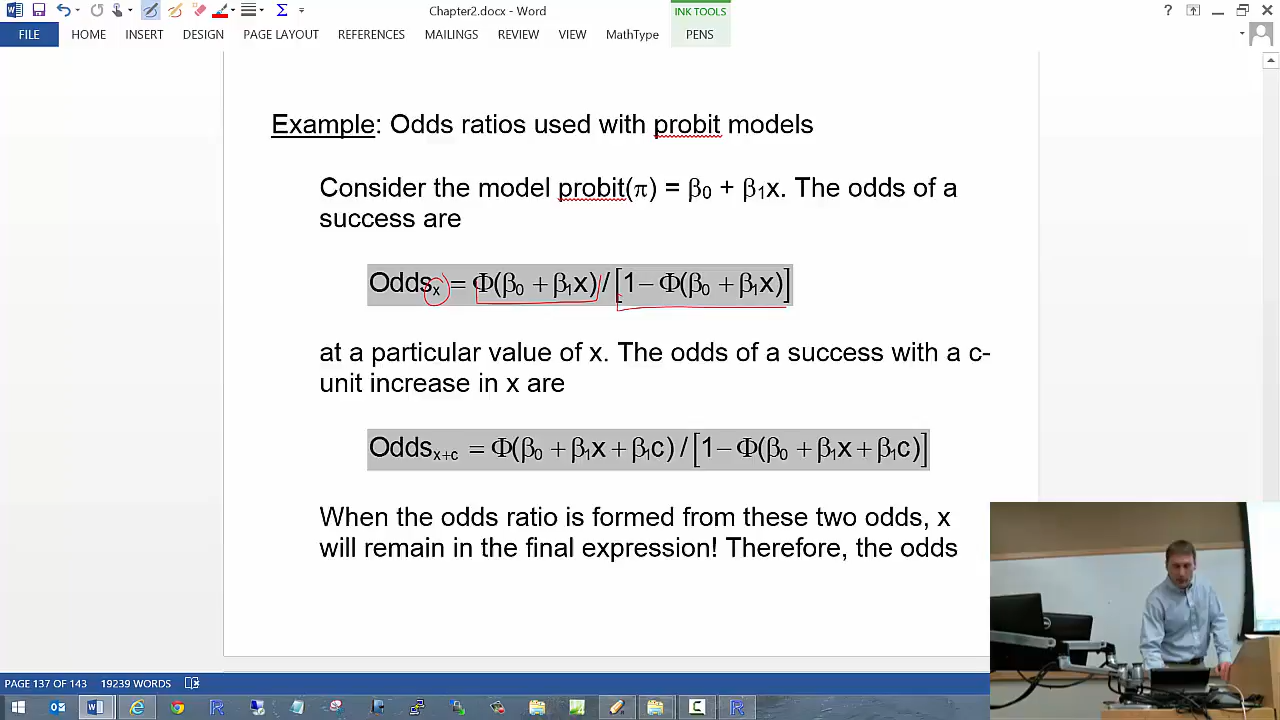 Chapter2.docx - Word
INK TOOLS
FILE HOME INSERT DESIGN PAGE LAYOUT REFERENCES MAILINGS REVIEW VIEW MathType PENS
Example: Odds ratios used with probit models
Consider the model probit(π) = β₀ + β₁x. The odds of a
success are
Oddsₓ = Φ(β₀ + β₁x) / [1− Φ(β₀ + β₁x)]
at a particular value of x. The odds of a success with a c-
unit increase in x are
Oddsₓ₊c = Φ(β₀ + β₁x + β₁c) / [1− Φ(β₀ + β₁x + β₁c)]
When the odds ratio is formed from these two odds, x
will remain in the final expression! Therefore, the odds
PAGE 137 OF 143 19239 WORDS